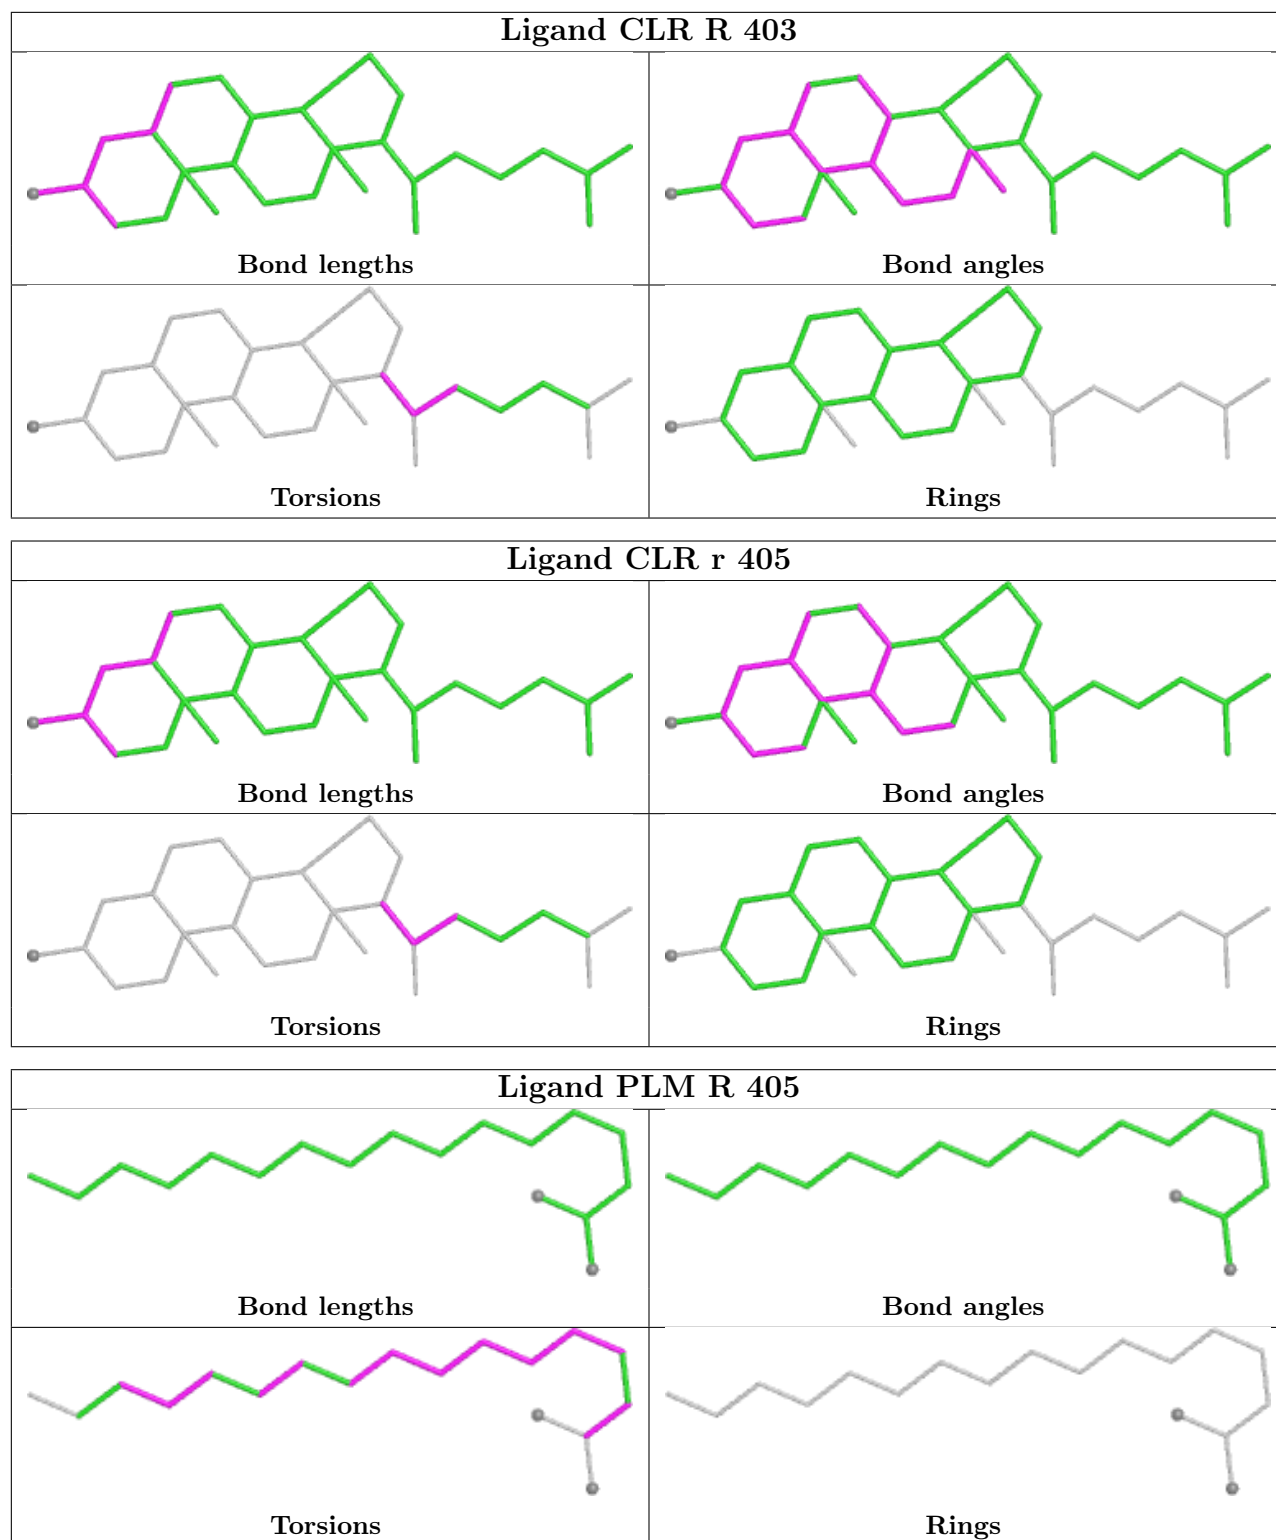 Ligand CLR R 403
Bond lengths
Bond angles
Torsions
Rings
Ligand CLR r 405
Bond lengths
Bond angles
Torsions
Rings
Ligand PLM R 405
Bond lengths
Bond angles
Torsions
Rings